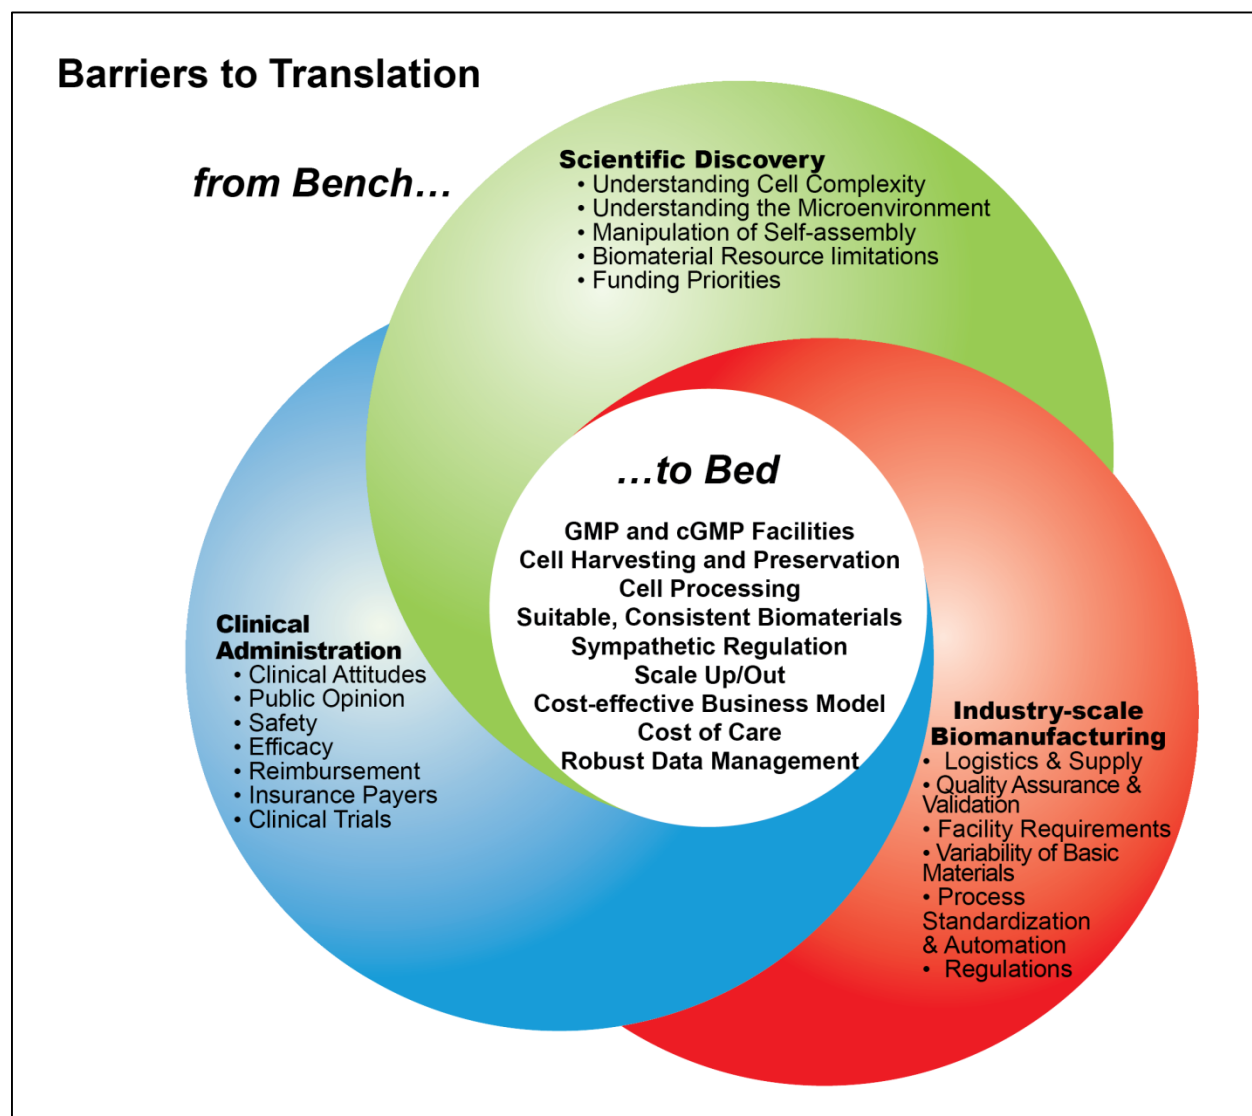 Barriers to Translation
from Bench…
Scientific Discovery
• Understanding Cell Complexity
• Understanding the Microenvironment
• Manipulation of Self-assembly
• Biomaterial Resource limitations
• Funding Priorities
…to Bed
GMP and cGMP Facilities
Cell Harvesting and Preservation
Cell Processing
Suitable, Consistent Biomaterials
Sympathetic Regulation
Scale Up/Out
Cost-effective Business Model
Cost of Care
Robust Data Management
Clinical
Administration
• Clinical Attitudes
• Public Opinion
• Safety
• Efficacy
• Reimbursement
• Insurance Payers
• Clinical Trials
Industry-scale
Biomanufacturing
• Logistics & Supply
• Quality Assurance &
Validation
• Facility Requirements
• Variability of Basic
Materials
• Process
Standardization
& Automation
• Regulations